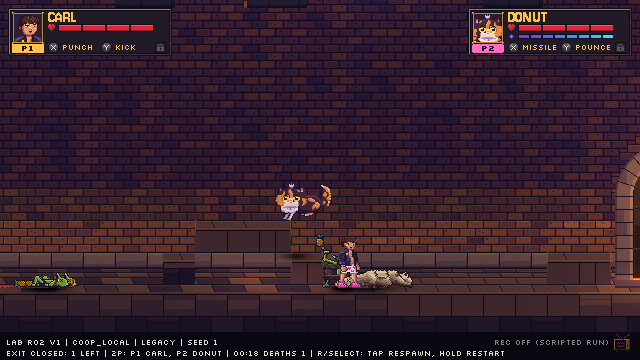 CARL
P1
X PUNCH Y KICK
DONUT
P2
X MISSILE Y POUNCE
LAB R02 V1 | COOP_LOCAL | LEGACY | SEED 1
REC OFF (SCRIPTED RUN)
EXIT CLOSED: 1 LEFT | 2P: P1 CARL, P2 DONUT | 00:18 DEATHS 1 | R/SELECT: TAP RESPAWN, HOLD RESTART